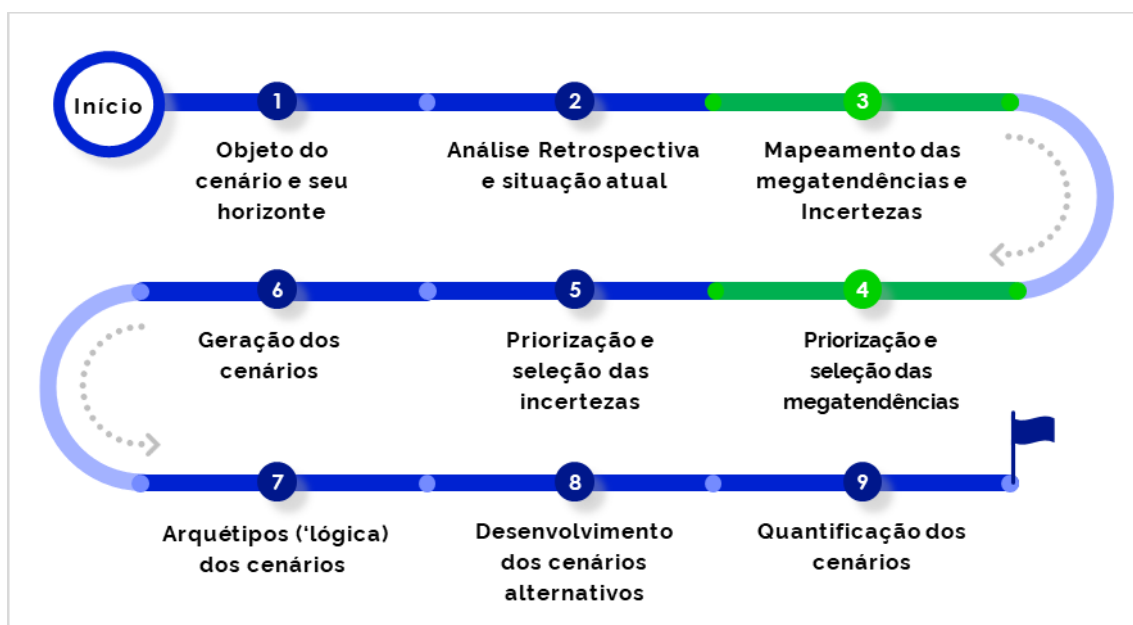 Início
1
Objeto do
cenário e seu
horizonte
2
Análise Retrospectiva
e situação atual
3
Mapeamento das
megatendências e
Incertezas
4
Priorização e
seleção das
megatendências
5
Priorização e
seleção das
incertezas
6
Geração dos
cenários
7
Arquétipos (‘lógica)
dos cenários
8
Desenvolvimento
dos cenários
alternativos
9
Quantificação dos
cenários